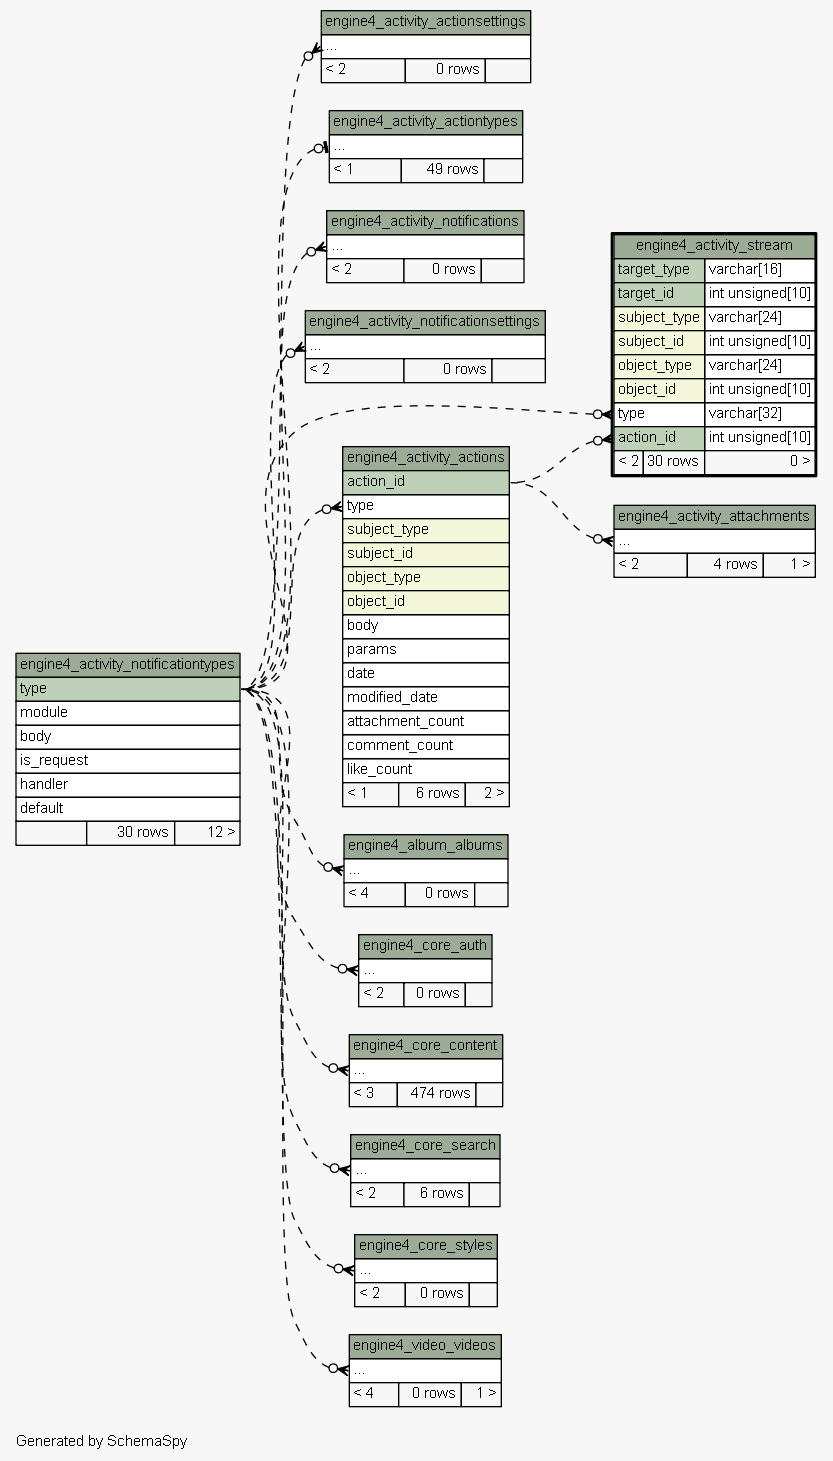 engine4_activity_actionsettings
...
< 2 0 rows
engine4_activity_actiontypes
...
< 1 49 rows
engine4_activity_notifications
...
< 2 0 rows
engine4_activity_notificationsettings
...
< 2 0 rows
engine4_activity_stream
target_type varchar[16]
target_id int unsigned[10]
subject_type varchar[24]
subject_id int unsigned[10]
object_type varchar[24]
object_id int unsigned[10]
type varchar[32]
action_id int unsigned[10]
< 2 30 rows 0 >
engine4_activity_actions
action_id
type
subject_type
subject_id
object_type
object_id
body
params
date
modified_date
attachment_count
comment_count
like_count
< 1 6 rows 2 >
engine4_activity_attachments
...
< 2 4 rows 1 >
engine4_activity_notificationtypes
type
module
body
is_request
handler
default
30 rows 12 >
engine4_album_albums
...
< 4 0 rows
engine4_core_auth
...
< 2 0 rows
engine4_core_content
...
< 3 474 rows
engine4_core_search
...
< 2 6 rows
engine4_core_styles
...
< 2 0 rows
engine4_video_videos
...
< 4 0 rows 1 >
Generated by SchemaSpy